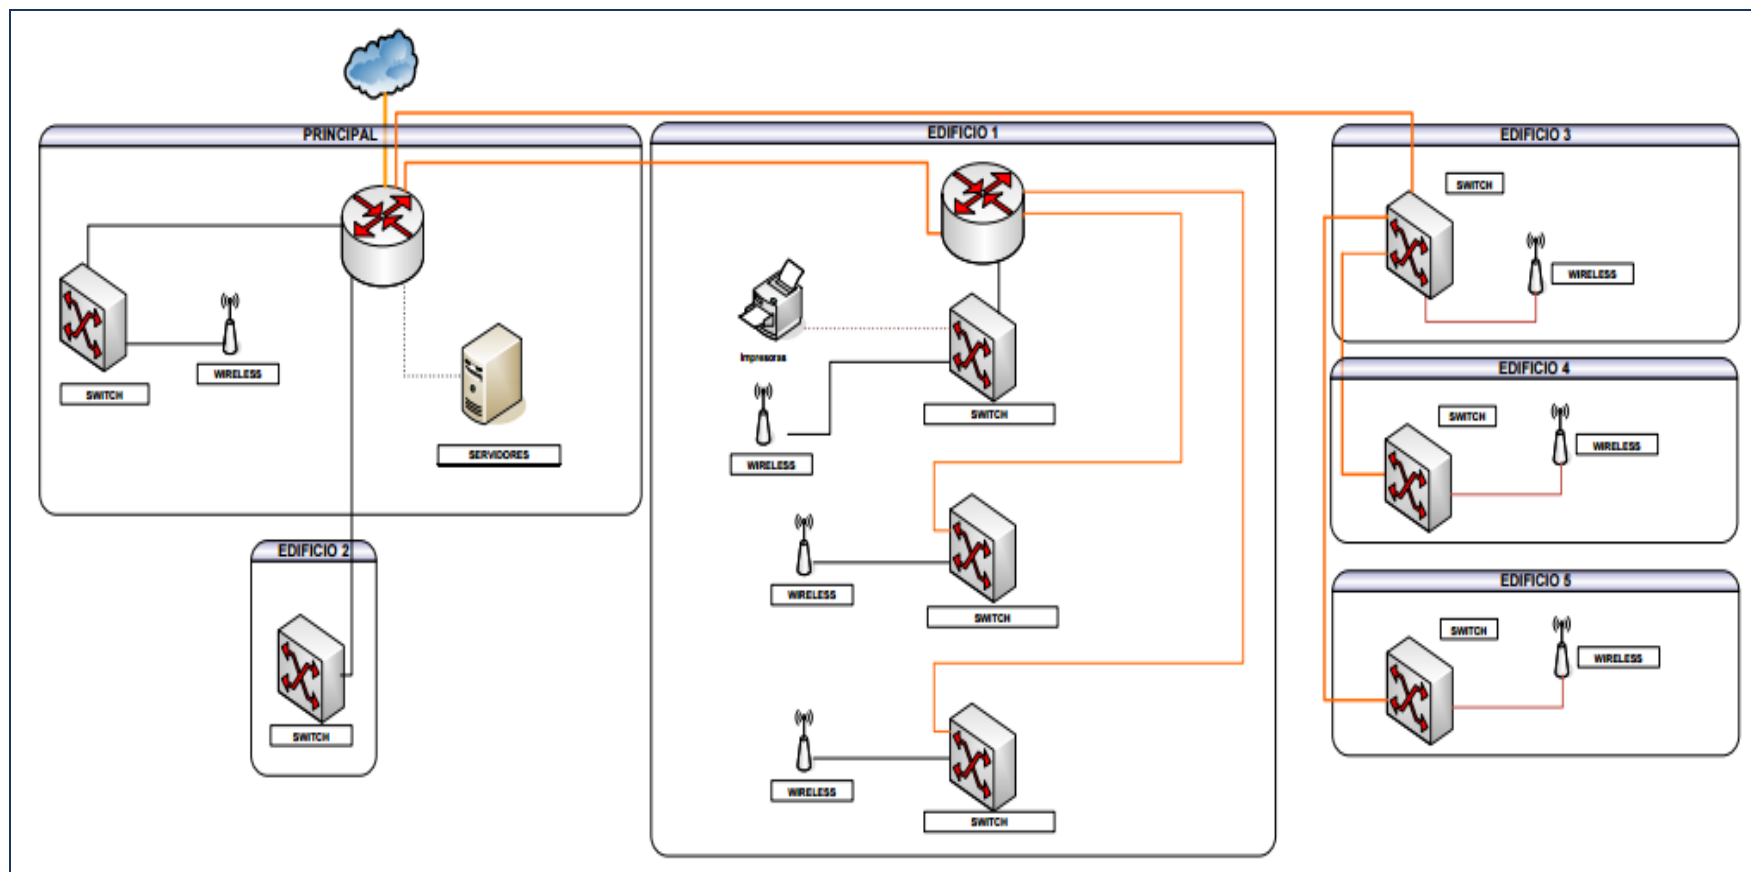 PRINCIPAL
SWITCH
WIRELESS
SERVIDORES
EDIFICIO 2
SWITCH
EDIFICIO 1
Impresoras
SWITCH
WIRELESS
WIRELESS
SWITCH
WIRELESS
SWITCH
EDIFICIO 3
SWITCH
WIRELESS
EDIFICIO 4
SWITCH
WIRELESS
EDIFICIO 5
SWITCH
WIRELESS